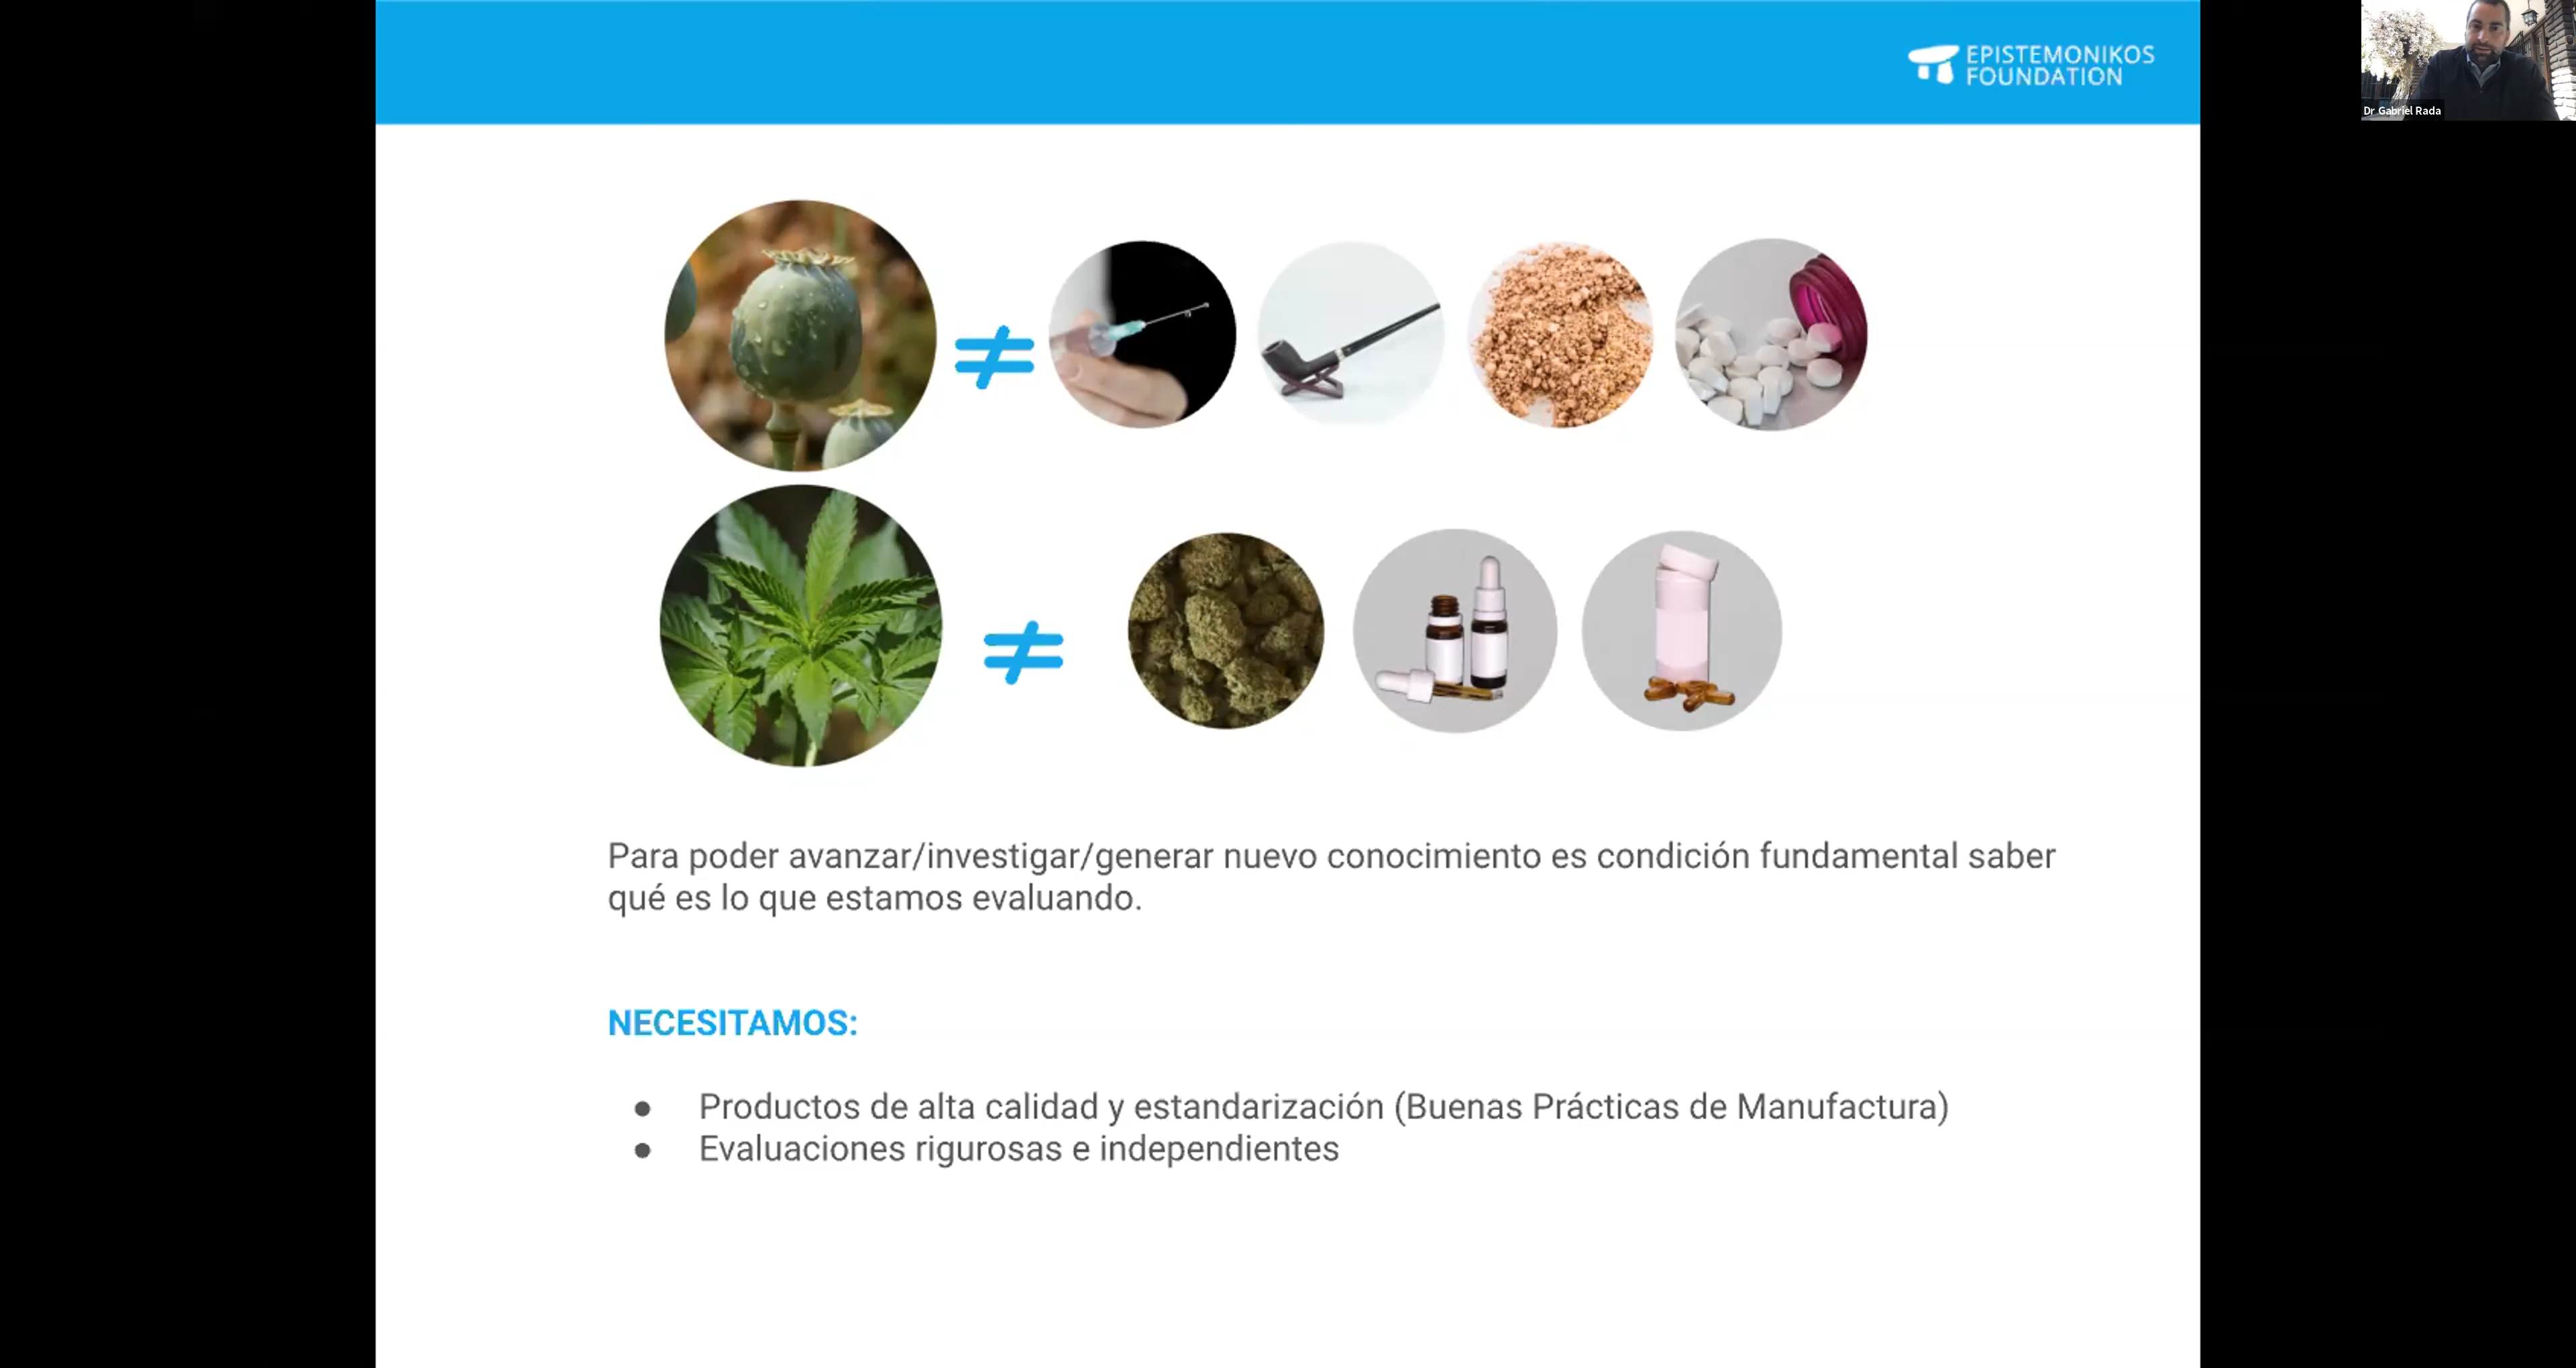 EPISTEMONIKOS
FOUNDATION
Dr Gabriel Rada
≠
≠
Para poder avanzar/investigar/generar nuevo conocimiento es condición fundamental saber
qué es lo que estamos evaluando.
NECESITAMOS:
● Productos de alta calidad y estandarización (Buenas Prácticas de Manufactura)
● Evaluaciones rigurosas e independientes